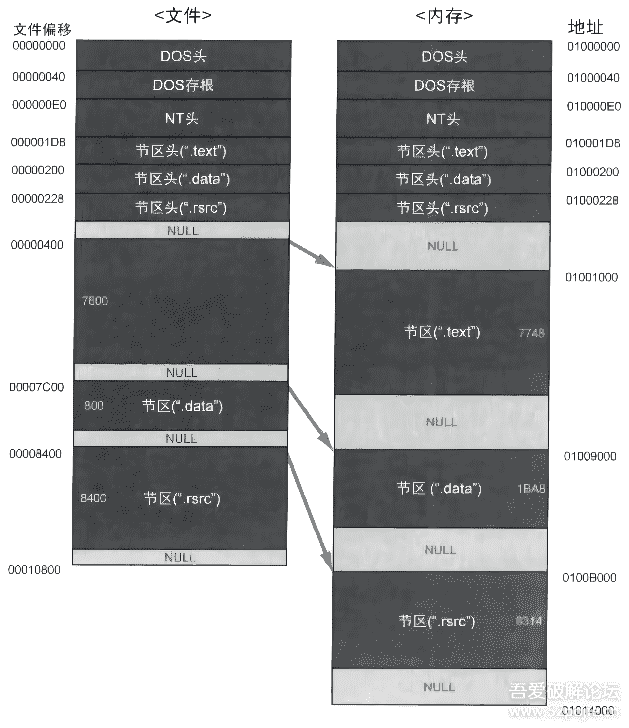 <文件> <内存>
文件偏移 地址
00000000 DOS头 DOS头 01000000
00000040 DOS存根 DOS存根 01000040
000000E0 NT头 NT头 010000E0
000001D8 节区头(“.text”) 节区头(“.text”) 010001D8
00000200 节区头(“.data”) 节区头(“.data”) 01000200
00000228 节区头(“.rsrc”) 节区头(“.rsrc”) 01000228
NULL
00000400 NULL
01001000
7800 节区(“.text”) 7748
NULL
00007C00
800 节区(“.data”) NULL
NULL
00008400 01009000
8400 节区(“.rsrc”) 节区(“.data”) 1BA8
NULL NULL
00010800 0100B000
节区(“.rsrc”) 8314
NULL
吾爱破解论坛
01014000